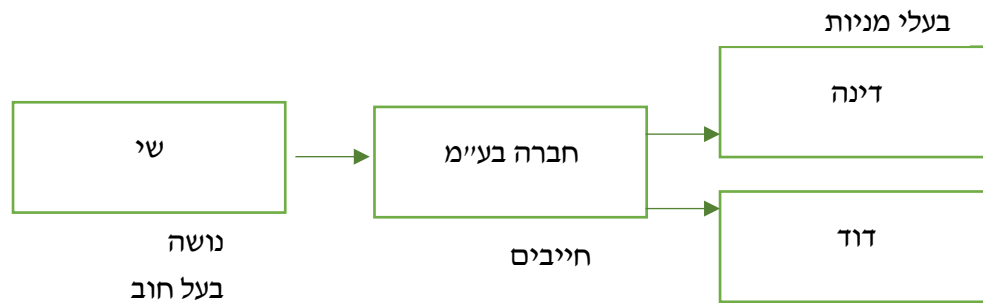 בעלי מניות
דינה
שי
חברה בע״מ
דוד
נושה
בעל חוב
חייבים